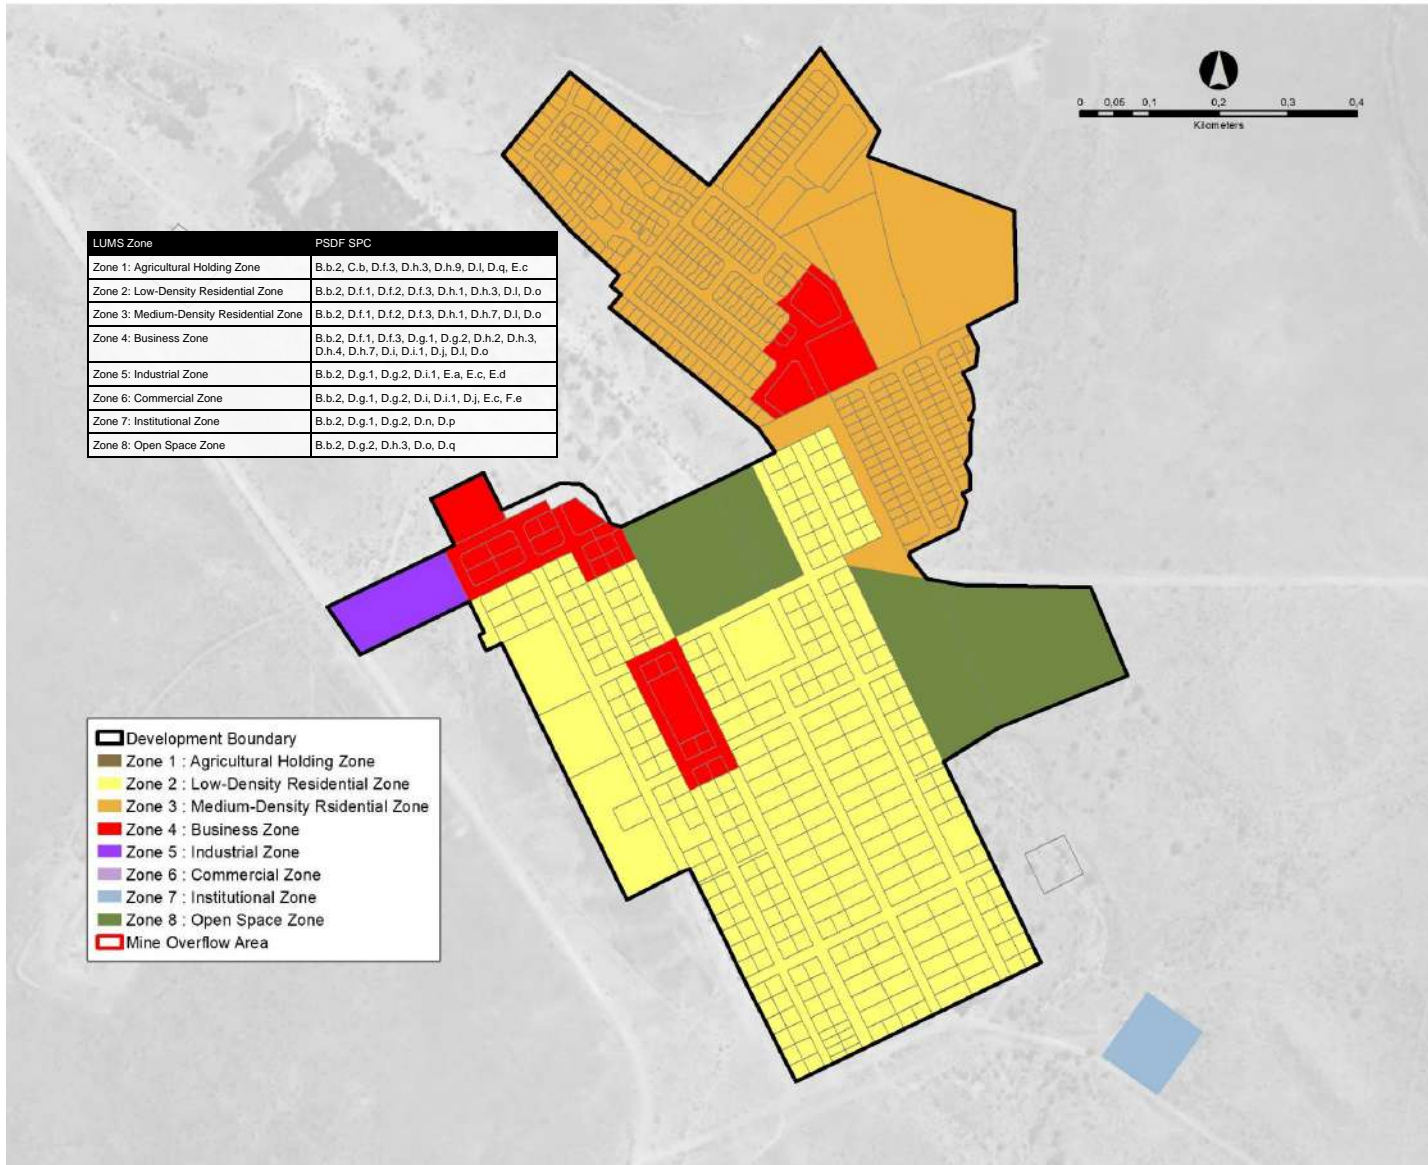 0 0,05 0,1 0,2 0,3 0,4
Kilometers
LUMS Zone PSDF SPC
Zone 1: Agricultural Holding Zone B.b.2, C.b, D.f.3, D.h.3, D.h.9, D.l, D.q, E.c
Zone 2: Low-Density Residential Zone B.b.2, D.f.1, D.f.2, D.f.3, D.h.1, D.h.3, D.l, D.o
Zone 3: Medium-Density Residential Zone B.b.2, D.f.1, D.f.2, D.f.3, D.h.1, D.h.7, D.l, D.o
Zone 4: Business Zone B.b.2, D.f.1, D.f.3, D.g.1, D.g.2, D.h.2, D.h.3,
D.h.4, D.h.7, D.i, D.i.1, D.j, D.l, D.o
Zone 5: Industrial Zone B.b.2, D.g.1, D.g.2, D.i.1, E.a, E.c, E.d
Zone 6: Commercial Zone B.b.2, D.g.1, D.g.2, D.i, D.i.1, D.j, E.c, F.e
Zone 7: Institutional Zone B.b.2, D.g.1, D.g.2, D.n, D.p
Zone 8: Open Space Zone B.b.2, D.g.2, D.h.3, D.o, D.q
Development Boundary
Zone 1 : Agricultural Holding Zone
Zone 2 : Low-Density Residential Zone
Zone 3 : Medium-Density Rsidential Zone
Zone 4 : Business Zone
Zone 5 : Industrial Zone
Zone 6 : Commercial Zone
Zone 7 : Institutional Zone
Zone 8 : Open Space Zone
Mine Overflow Area